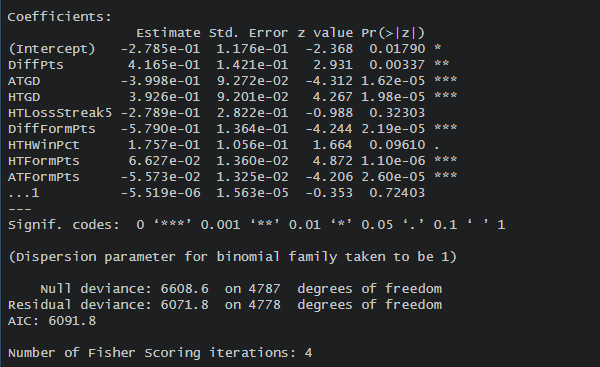 Coefficients:
              Estimate Std. Error z value Pr(>|z|)
(Intercept)  -2.785e-01  1.176e-01  -2.368  0.01790 *
DiffPts       4.165e-01  1.421e-01   2.931  0.00337 **
ATGD         -3.998e-01  9.272e-02  -4.312 1.62e-05 ***
HTGD          3.926e-01  9.201e-02   4.267 1.98e-05 ***
HTLossStreak5 -2.789e-01  2.822e-01  -0.988  0.32303
DiffFormPts  -5.790e-01  1.364e-01  -4.244 2.19e-05 ***
HTHWinPct     1.757e-01  1.056e-01   1.664  0.09610 .
HTFormPts     6.627e-02  1.360e-02   4.872 1.10e-06 ***
ATFormPts    -5.573e-02  1.325e-02  -4.206 2.60e-05 ***
...1         -5.519e-06  1.563e-05  -0.353  0.72403
---
Signif. codes:  0 ‘***’ 0.001 ‘**’ 0.01 ‘*’ 0.05 ‘.’ 0.1 ‘ ’ 1
(Dispersion parameter for binomial family taken to be 1)
    Null deviance: 6608.6  on 4787  degrees of freedom
Residual deviance: 6071.8  on 4778  degrees of freedom
AIC: 6091.8
Number of Fisher Scoring iterations: 4